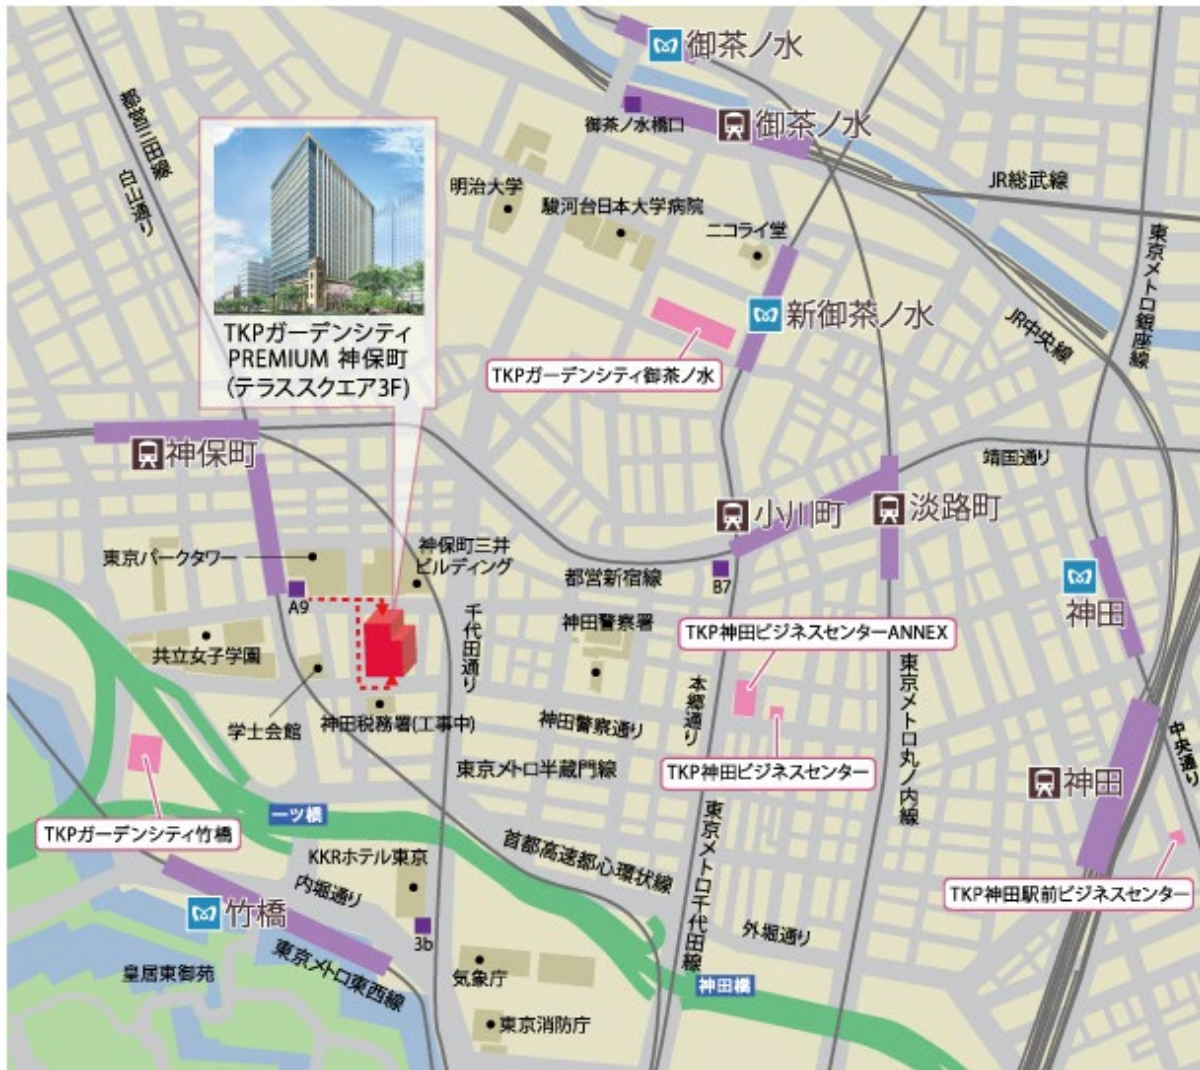 御茶ノ水
御茶ノ水
御茶ノ水橋口
JR総武線
都営三田線
白山通り
明治大学
駿河台日本大学病院
ニコライ堂
東京メトロ銀座線
新御茶ノ水
JR中央線
TKPガーデンシティ
PREMIUM 神保町
(テラススクエア3F)
TKPガーデンシティ御茶ノ水
神保町
靖国通り
小川町
淡路町
東京パークタワー
神保町三井
ビルディング
都営新宿線
B7
神田
A9
千代田通り
神田警察署
TKP神田ビジネスセンターANNEX
共立女子学園
東京メトロ丸ノ内線
本郷通り
学士会館
神田税務署(工事中)
神田警察通り
中央通り
東京メトロ半蔵門線
TKP神田ビジネスセンター
神田
TKPガーデンシティ竹橋
一ツ橋
東京メトロ千代田線
首都高速都心環状線
KKRホテル東京
内堀通り
TKP神田駅前ビジネスセンター
竹橋
3b
外堀通り
東京メトロ東西線
皇居東御苑
気象庁
神田橋
東京消防庁